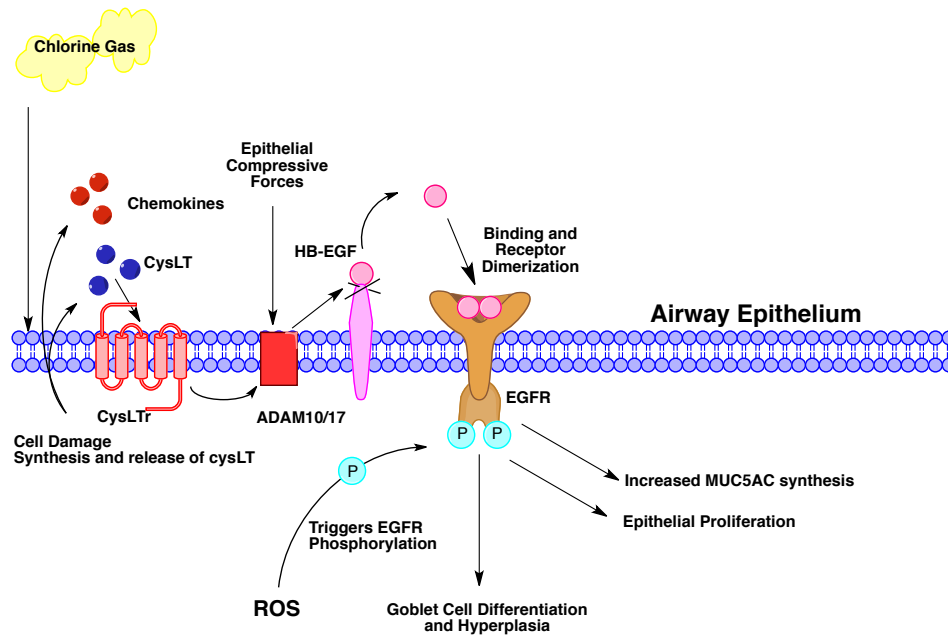 Chlorine Gas
Epithelial
Compressive
Forces
Chemokines
HB-EGF
Binding and
Receptor
Dimerization
CysLT
Airway Epithelium
EGFR
CysLTr
ADAM10/17
P
P
Cell Damage
Synthesis and release of cysLT
P
Increased MUC5AC synthesis
Triggers EGFR
Phosphorylation
Epithelial Proliferation
ROS
Goblet Cell Differentiation
and Hyperplasia